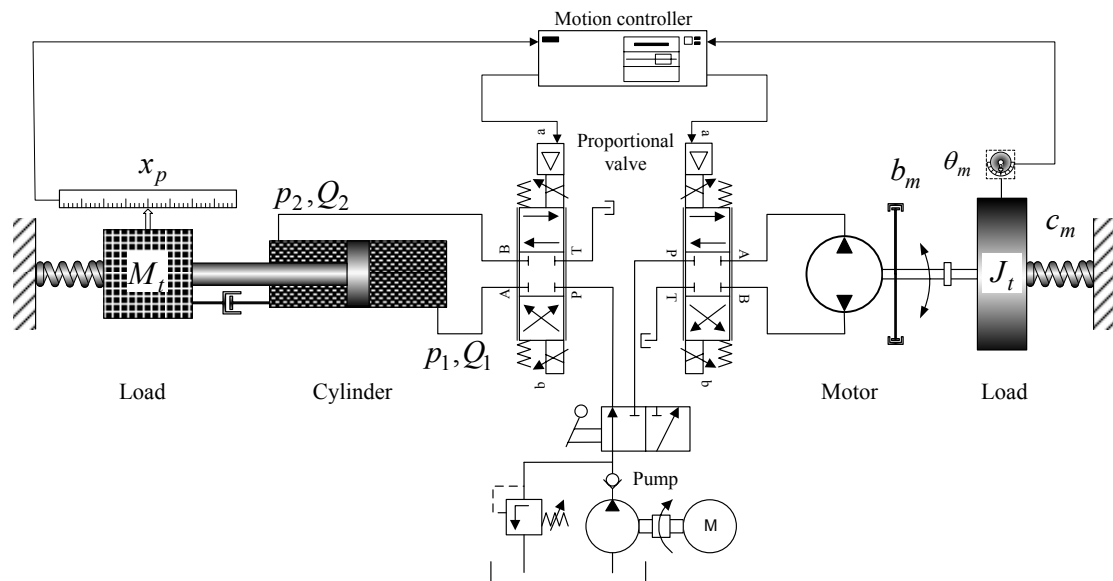 Motion controller
a
Proportional
valve
a
x_p
p_2, Q_2
b_m
θ_m
c_m
M_t
J_t
B
T
A
P
P
A
T
B
p_1, Q_1
b
b
Load
Cylinder
Motor
Load
Pump
M